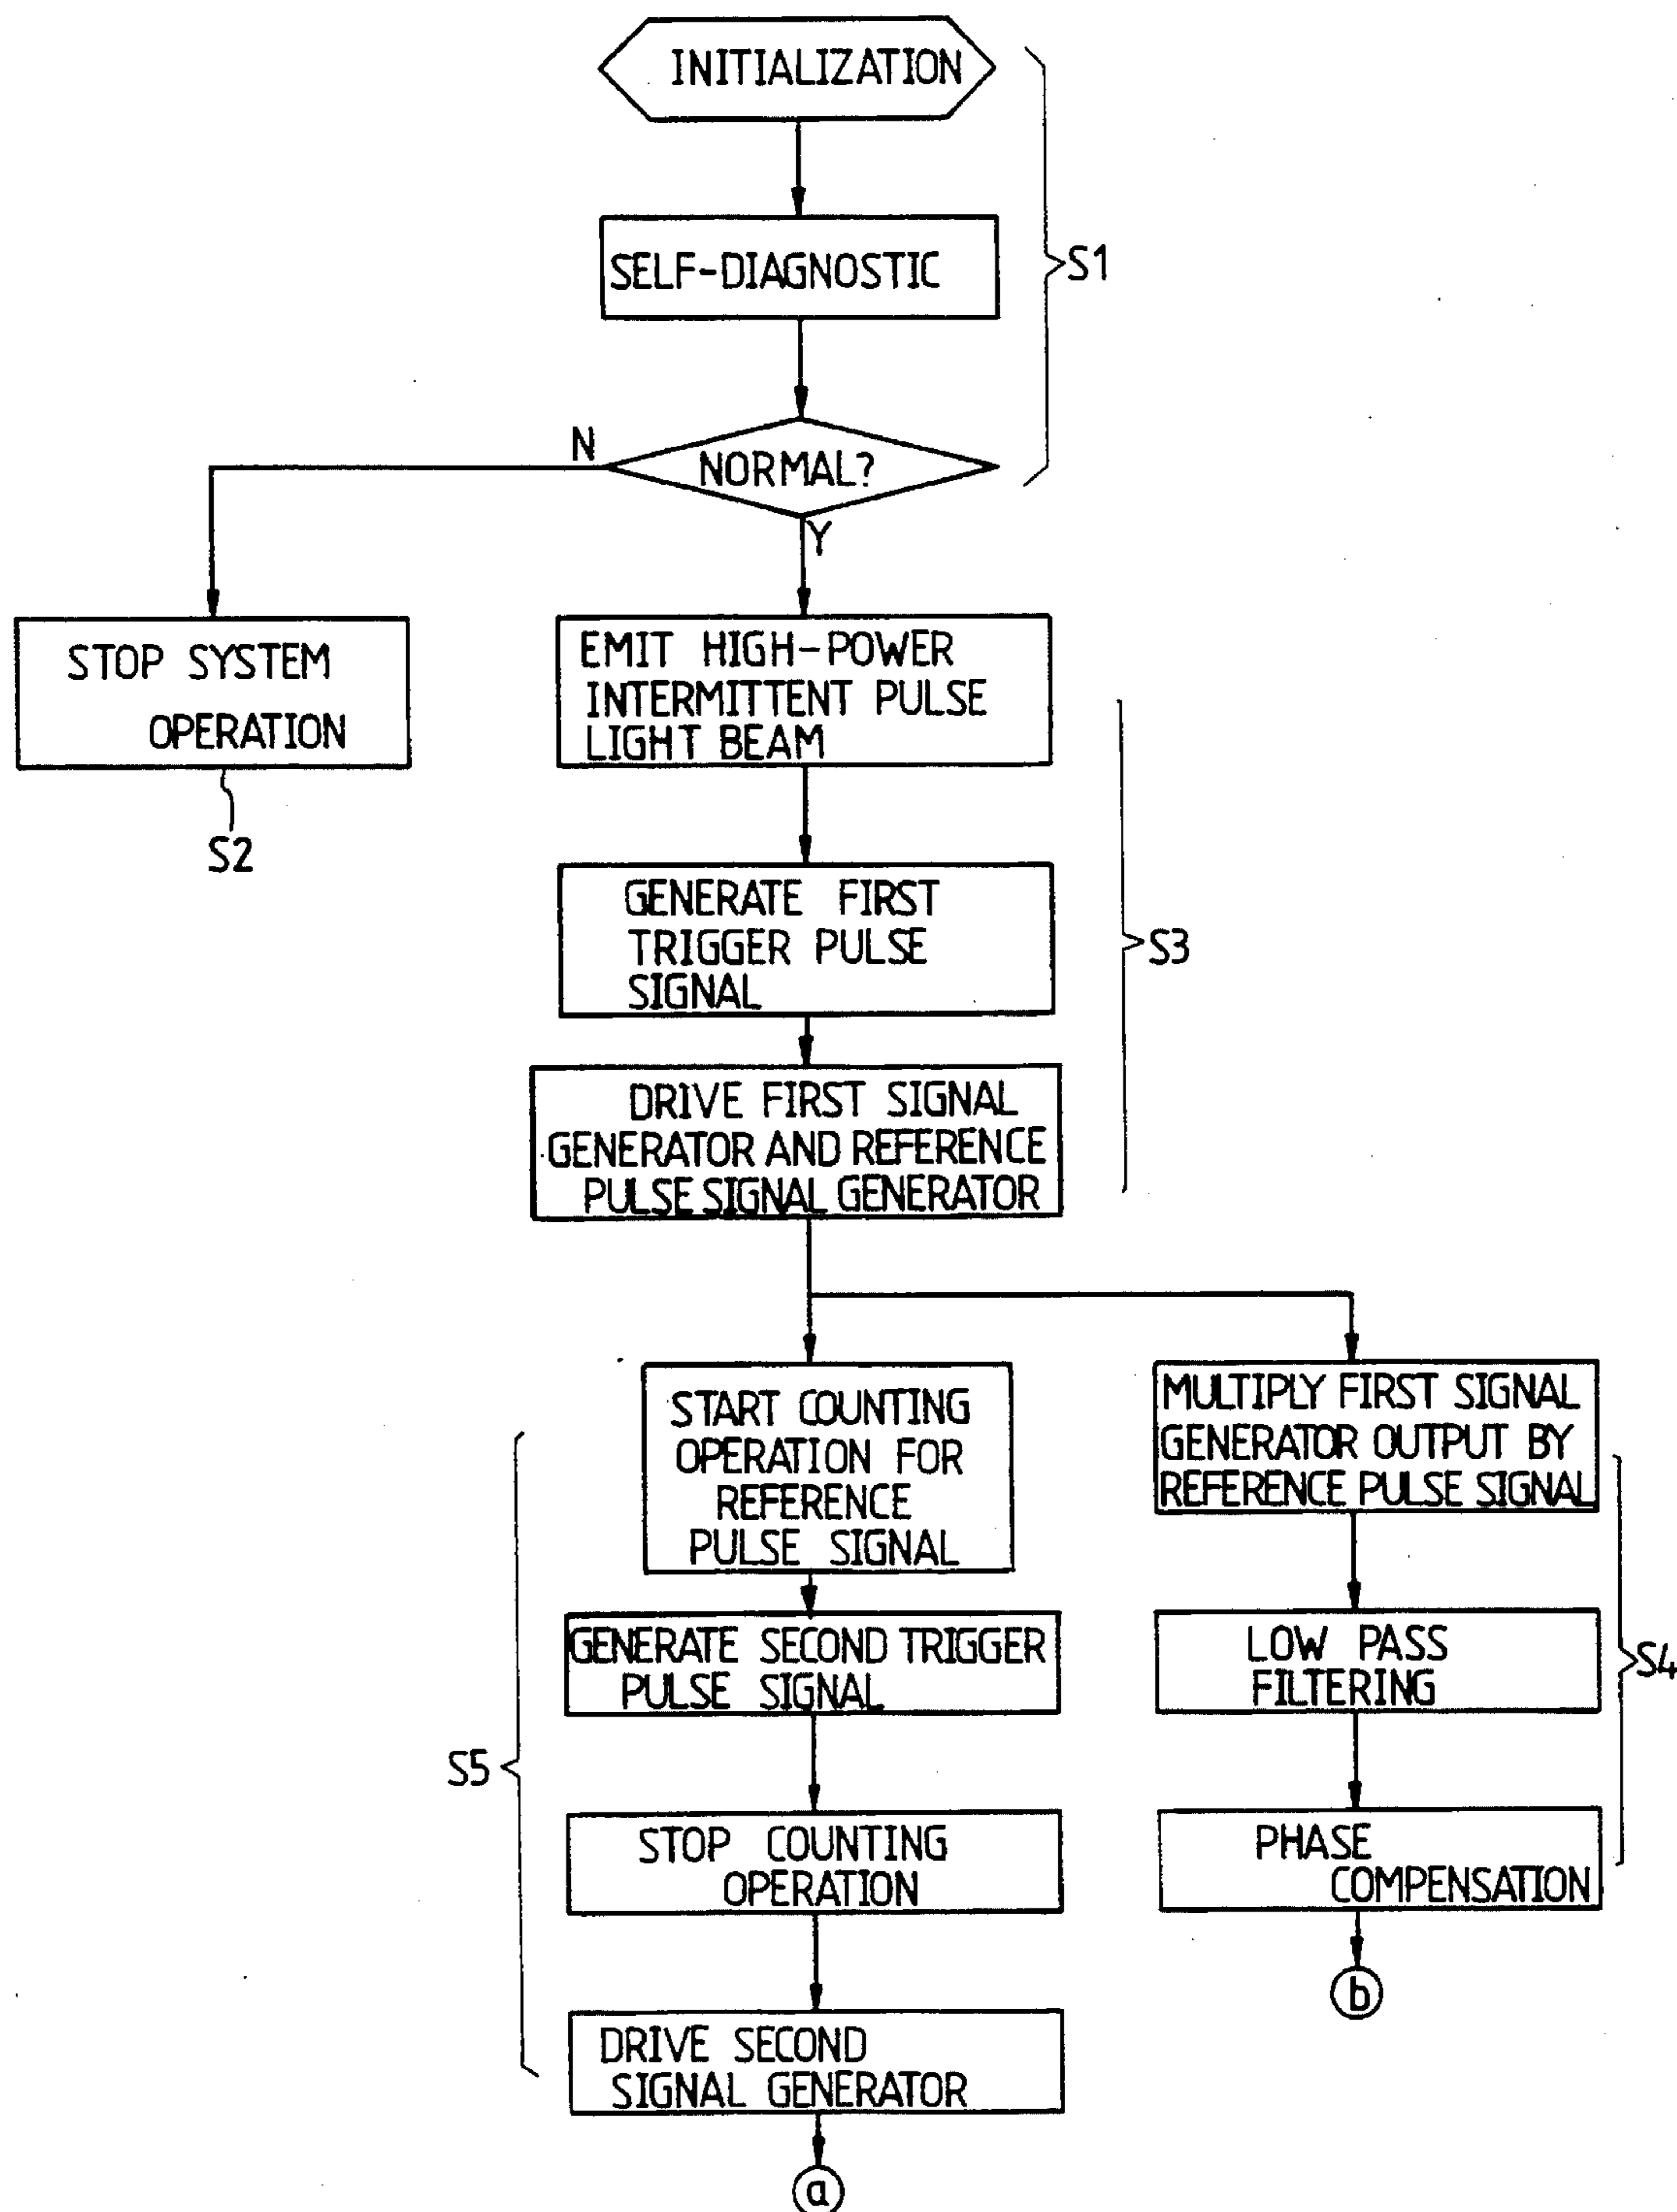 INITIALIZATION
SELF-DIAGNOSTIC
S1
N
NORMAL?
Y
STOP SYSTEM
OPERATION
S2
EMIT HIGH-POWER
INTERMITTENT PULSE
LIGHT BEAM
GENERATE FIRST
TRIGGER PULSE
SIGNAL
S3
DRIVE FIRST SIGNAL
GENERATOR AND REFERENCE
PULSE SIGNAL GENERATOR
START COUNTING
OPERATION FOR
REFERENCE
PULSE SIGNAL
GENERATE SECOND TRIGGER
PULSE SIGNAL
S5
STOP COUNTING
OPERATION
DRIVE SECOND
SIGNAL GENERATOR
a
MULTIPLY FIRST SIGNAL
GENERATOR OUTPUT BY
REFERENCE PULSE SIGNAL
LOW PASS
FILTERING
S4
PHASE
COMPENSATION
b